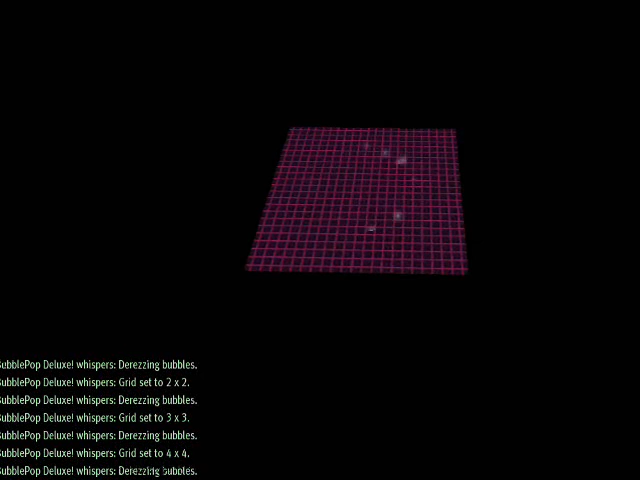 ubblePop Deluxe! whispers: Derezzing bubbles.
ubblePop Deluxe! whispers: Grid set to 2 x 2.
ubblePop Deluxe! whispers: Derezzing bubbles.
ubblePop Deluxe! whispers: Grid set to 3 x 3.
ubblePop Deluxe! whispers: Derezzing bubbles.
ubblePop Deluxe! whispers: Grid set to 4 x 4.
ubblePop Deluxe! whispers: Derezzing bubbles.